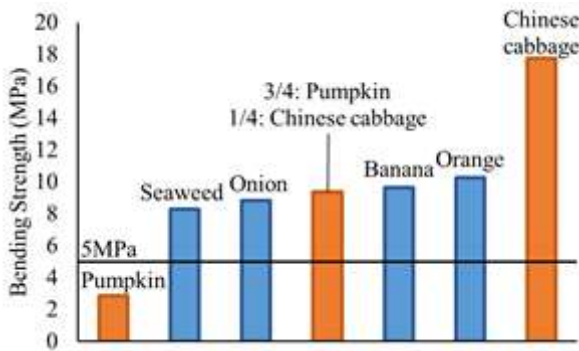 Bending Strength (MPa)
20
18
16
14
12
10
8
6
4
2
0
5MPa
Pumpkin
Seaweed
Onion
3/4: Pumpkin
1/4: Chinese cabbage
Banana
Orange
Chinese
cabbage